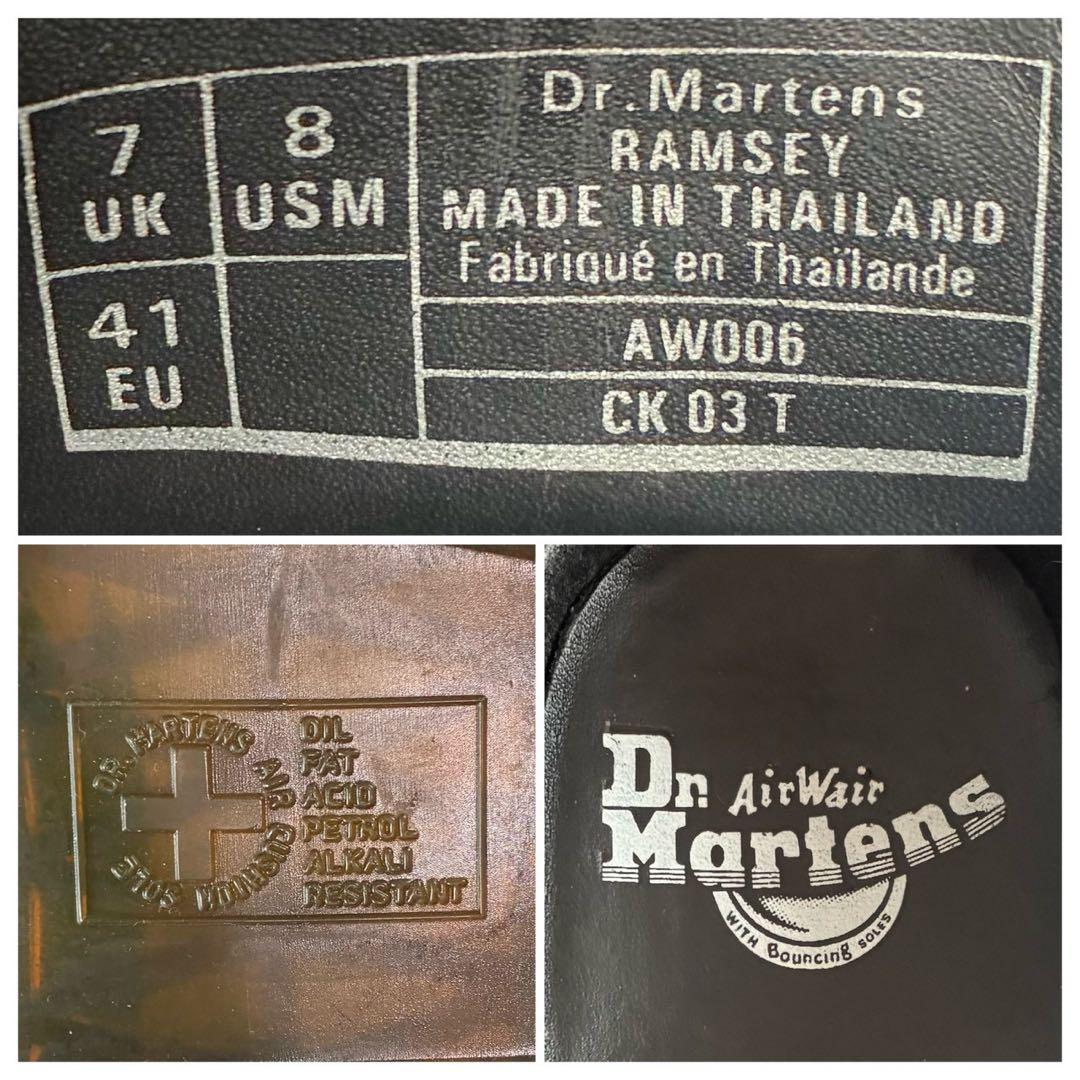 7
UK
8
USM
41
EU
Dr.Martens
RAMSEY
MADE IN THAILAND
Fabriqué en Thaïlande
AW006
CK 03 T
DR. MARTENS AIR CUSHION SOLE
OIL
FAT
ACID
PETROL
ALKALI
RESISTANT
Dr. AirWair
Martens
WITH Bouncing SOLES